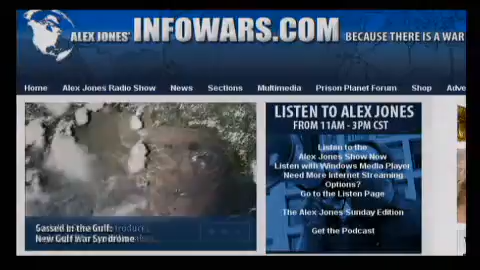 ALEX JONES' INFOWARS.COM BECAUSE THERE IS A WAR
Home Alex Jones Radio Show News Sections Multimedia Prison Planet Forum Shop Adve
LISTEN TO ALEX JONES
FROM 11AM - 3PM CST
Listen to the
Alex Jones Show Now
Listen with Windows Media Player
Need More Internet Streaming
Options?
Go to the Listen Page
The Alex Jones Sunday Edition
Get the Podcast
Gassed in the Gulf:
New Gulf War Syndrome